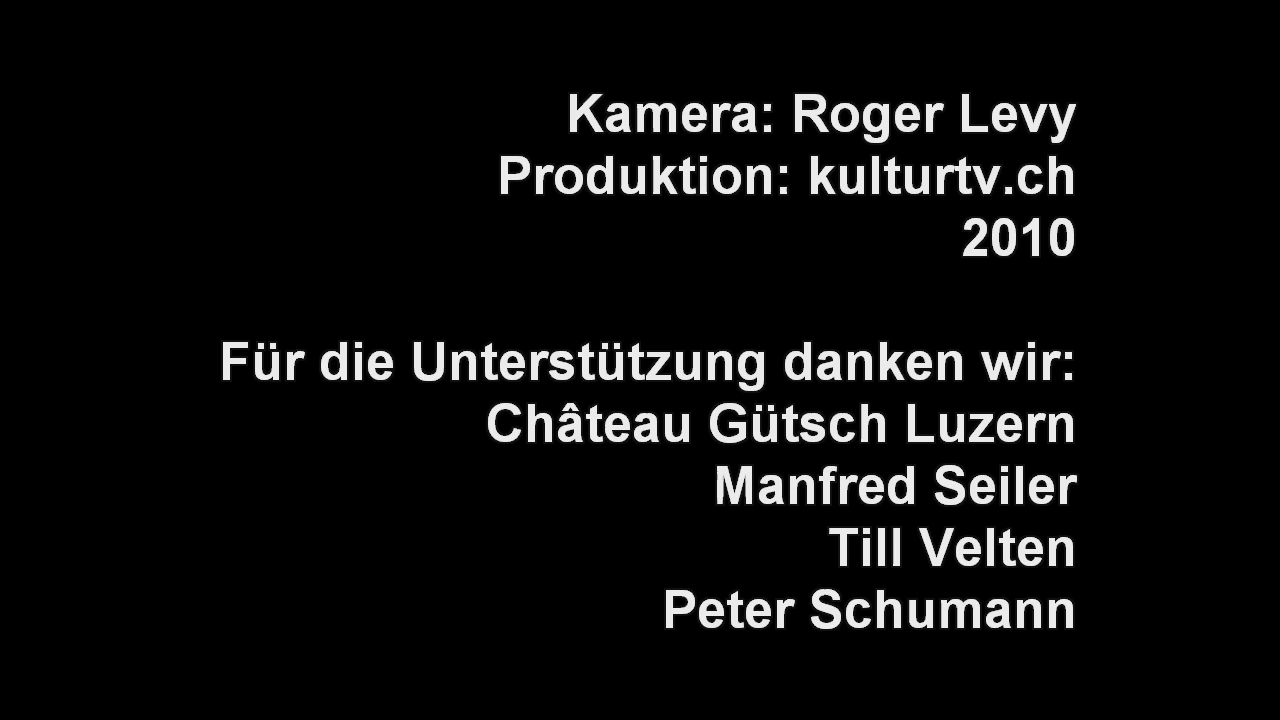 Kamera: Roger Levy
Produktion: kulturtv.ch
2010
Für die Unterstützung danken wir:
Château Gütsch Luzern
Manfred Seiler
Till Velten
Peter Schumann